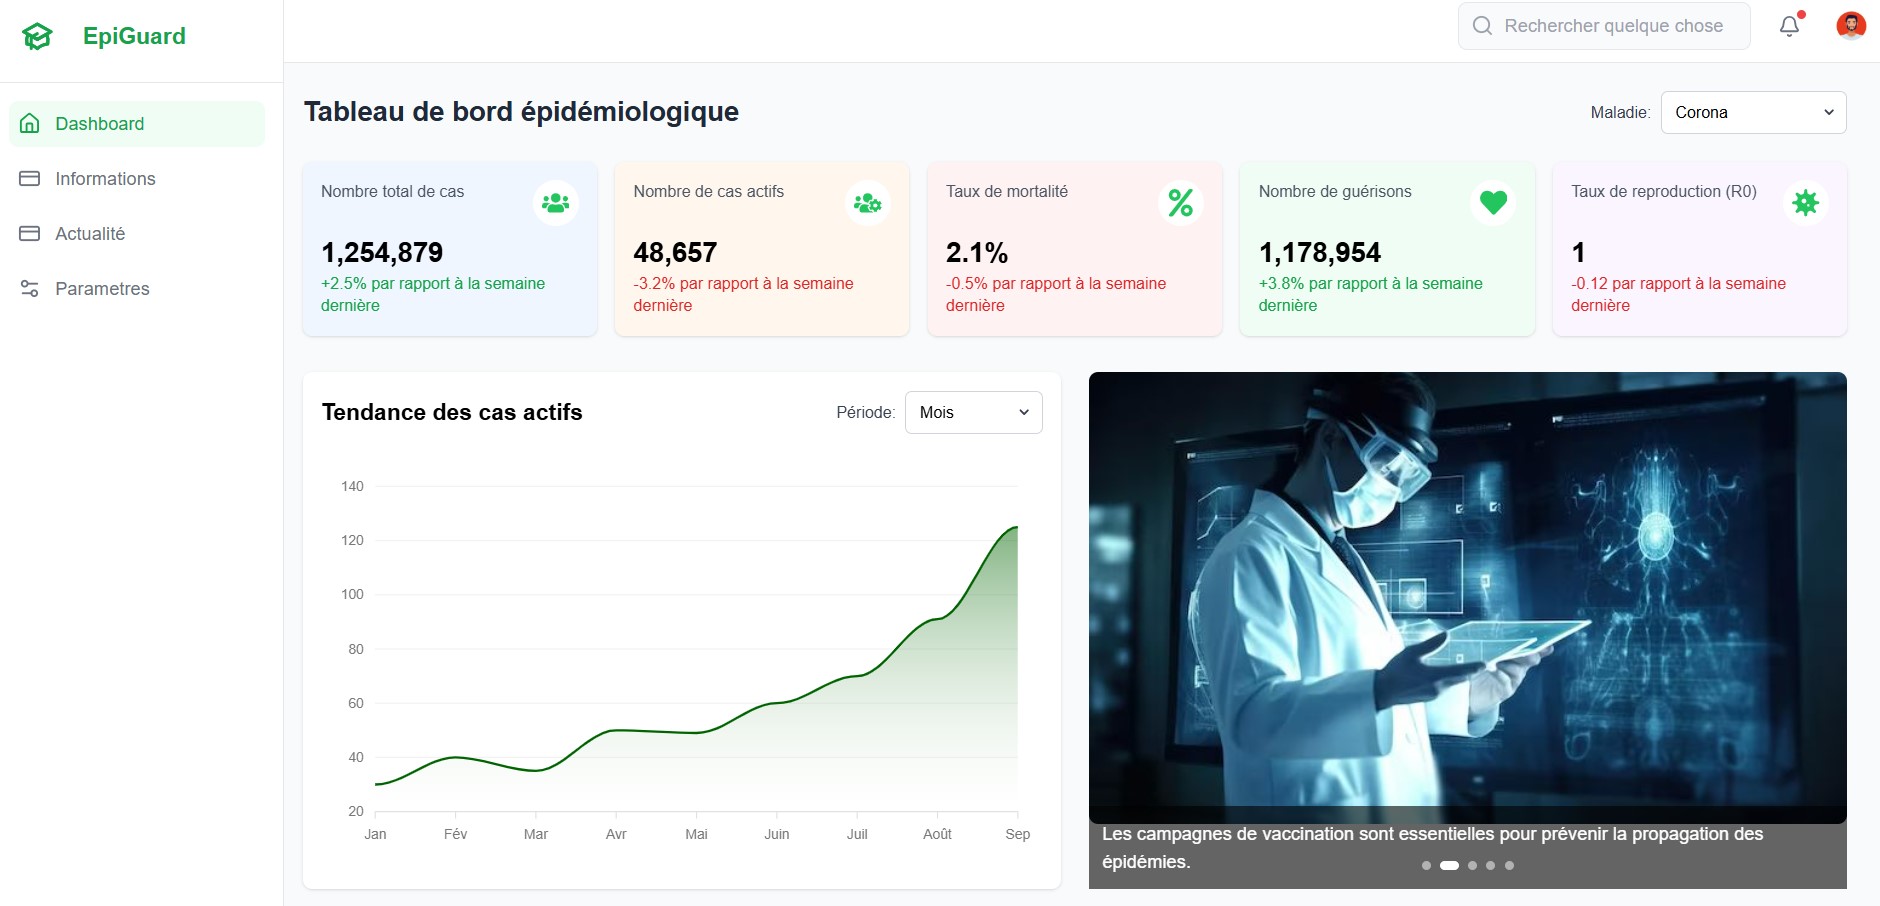 EpiGuard
Rechercher quelque chose
Dashboard
Informations
Actualité
Parametres
Tableau de bord épidémiologique
Maladie:
Corona
Nombre total de cas
1,254,879
+2.5% par rapport à la semaine
dernière
Nombre de cas actifs
48,657
-3.2% par rapport à la semaine
dernière
Taux de mortalité
2.1%
-0.5% par rapport à la semaine
dernière
Nombre de guérisons
1,178,954
+3.8% par rapport à la semaine
dernière
Taux de reproduction (R0)
1
-0.12 par rapport à la semaine
dernière
Tendance des cas actifs
Période:
Mois
140
120
100
80
60
40
20
Jan Fév Mar Avr Mai Juin Juil Août Sep
Les campagnes de vaccination sont essentielles pour prévenir la propagation des
épidémies.